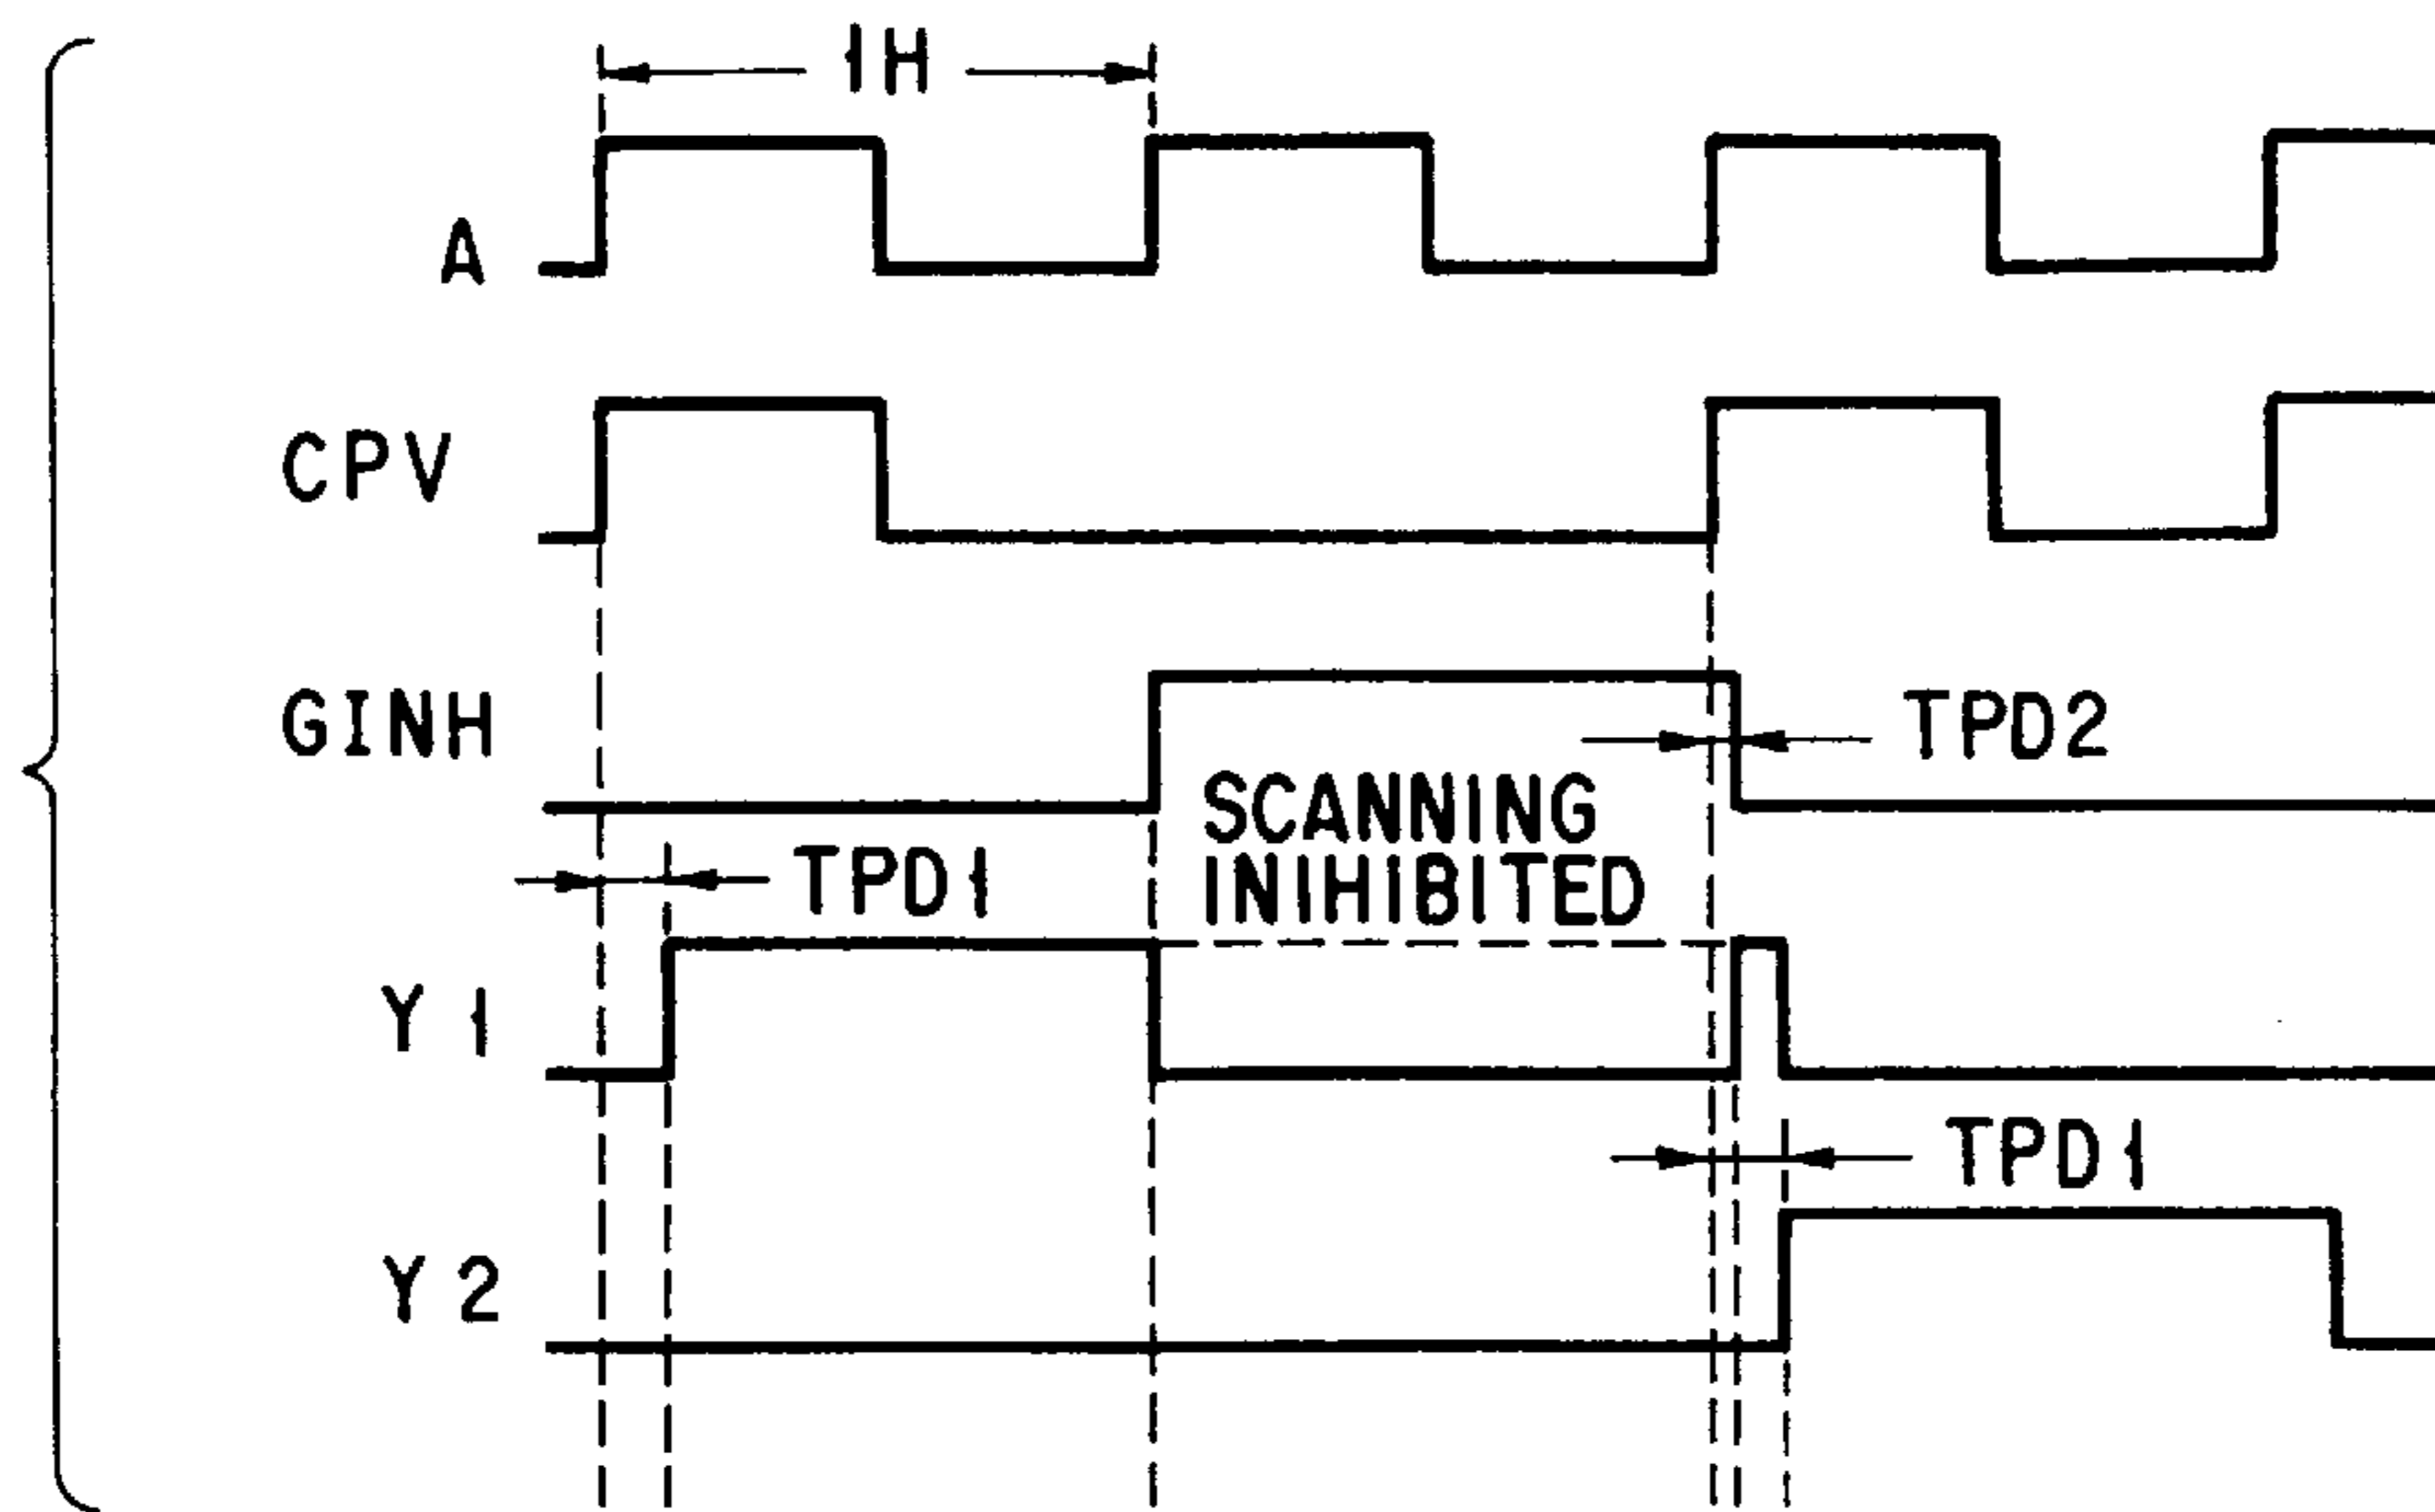 1H
A
CPV
GINH
TPD2
SCANNING
INIHIBITED
TPD1
Y1
TPD1
Y2